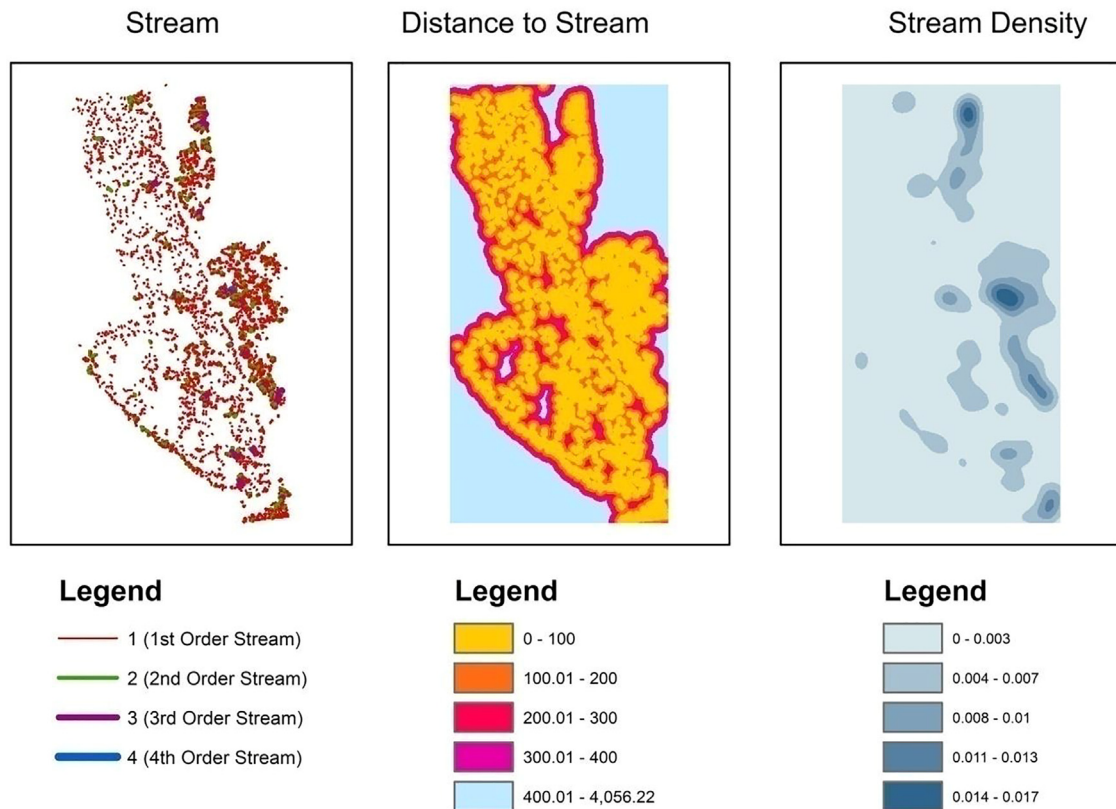 Stream
Distance to Stream
Stream Density
Legend
1 (1st Order Stream)
2 (2nd Order Stream)
3 (3rd Order Stream)
4 (4th Order Stream)
Legend
0 - 100
100.01 - 200
200.01 - 300
300.01 - 400
400.01 - 4,056.22
Legend
0 - 0.003
0.004 - 0.007
0.008 - 0.01
0.011 - 0.013
0.014 - 0.017